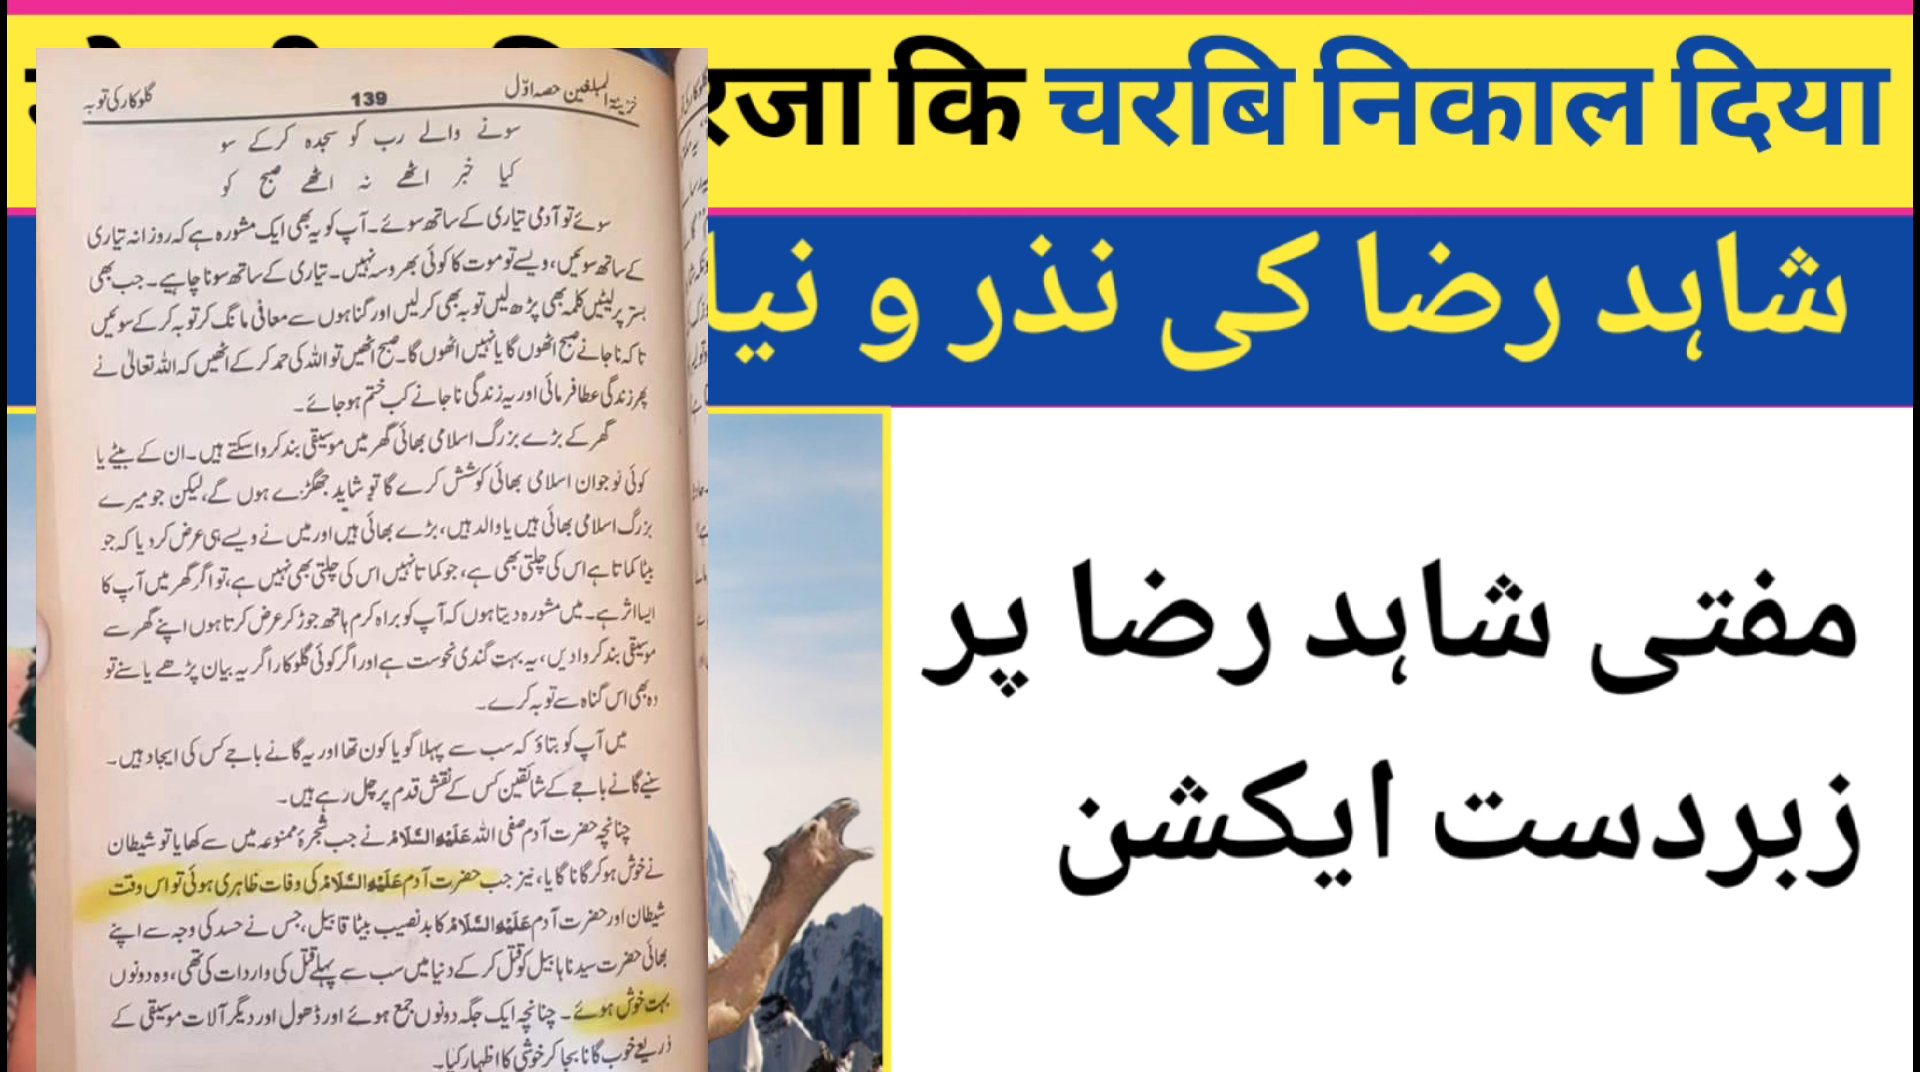 रजा कि चरबि निकाल दिया
شاہد رضا کی نذر و نیا
مفتی شاہد رضا پر
زبردست ایکشن
خزینۃ المبلغین حصہ اوّل
139
گلوکار کی توبہ
سونے والے رب کو سجدہ کرکے سو
کیا خبر اٹھے نہ اٹھے صبح کو
سوئے تو آدمی تیاری کے ساتھ سوئے۔ آپ کو یہ بھی ایک مشورہ ہے کہ روزانہ تیاری
کے ساتھ سوئیں، ویسے تو موت کا کوئی بھروسہ نہیں۔ تیاری کے ساتھ سونا چاہیے۔ جب بھی
بستر پر لیٹیں کلمہ بھی پڑھ لیں توبہ بھی کرلیں اور گناہوں سے معافی مانگ کر توبہ کرکے سوئیں
تاکہ نا جانے صبح اٹھوں گا یا نہیں اٹھوں گا۔ صبح اٹھیں تو اللہ کی حمد کرکے اٹھیں کہ اللہ تعالیٰ نے
پھر زندگی عطا فرمائی اور یہ زندگی نا جانے کب ختم ہو جائے۔
گھر کے بڑے بزرگ اسلامی بھائی گھر میں موسیقی بند کرواسکتے ہیں۔ ان کے بیٹے یا
کوئی نوجوان اسلامی بھائی کوشش کرے گا تو شاید جھگڑے ہوں گے، لیکن جو میرے
بزرگ اسلامی بھائی ہیں یا والد ہیں، بڑے بھائی ہیں اور میں نے ویسے ہی عرض کر دیا کہ جو
بیٹا کماتا ہے اس کی چلتی بھی ہے، جو کماتا نہیں اس کی چلتی بھی نہیں ہے، تو اگر گھر میں آپ کا
ایسا اثر ہے۔ میں مشورہ دیتا ہوں کہ آپ کو براہ کرم ہاتھ جوڑ کر عرض کرتا ہوں اپنے گھر سے
موسیقی بند کروا دیں، یہ بہت گندی نحوست ہے اور اگر کوئی گلوکار اگر یہ بیان پڑھے یا سنے تو
وہ بھی اس گناہ سے توبہ کرے۔
میں آپ کو بتاؤ کہ سب سے پہلا گویا کون تھا اور یہ گانے باجے کس کی ایجاد ہیں۔
سنیے گانے باجے کے شائقین کس کے نقش قدم پر چل رہے ہیں۔
چنانچہ حضرت آدم صفی اللہ عَلَیْہِ السَّلَامْ نے جب شجرۂ ممنوعہ میں سے کھایا تو شیطان
نے خوش ہو کر گانا گایا، نیز جب حضرت آدم عَلَیْہِ السَّلَامْ کی وفات ظاہری ہوئی تو اس وقت
شیطان اور حضرت آدم عَلَیْہِ السَّلَامْ کا بدنصیب بیٹا قابیل، جس نے حسد کی وجہ سے اپنے
بھائی حضرت سیدنا ہابیل کو قتل کرکے دنیا میں سب سے پہلے قتل کی واردات کی تھی، وہ دونوں
بہت خوش ہوئے۔ چنانچہ ایک جگہ دونوں جمع ہوئے اور ڈھول اور دیگر آلات موسیقی کے
ذریعے خوب گانا بجا کر خوشی کا اظہار کیا۔